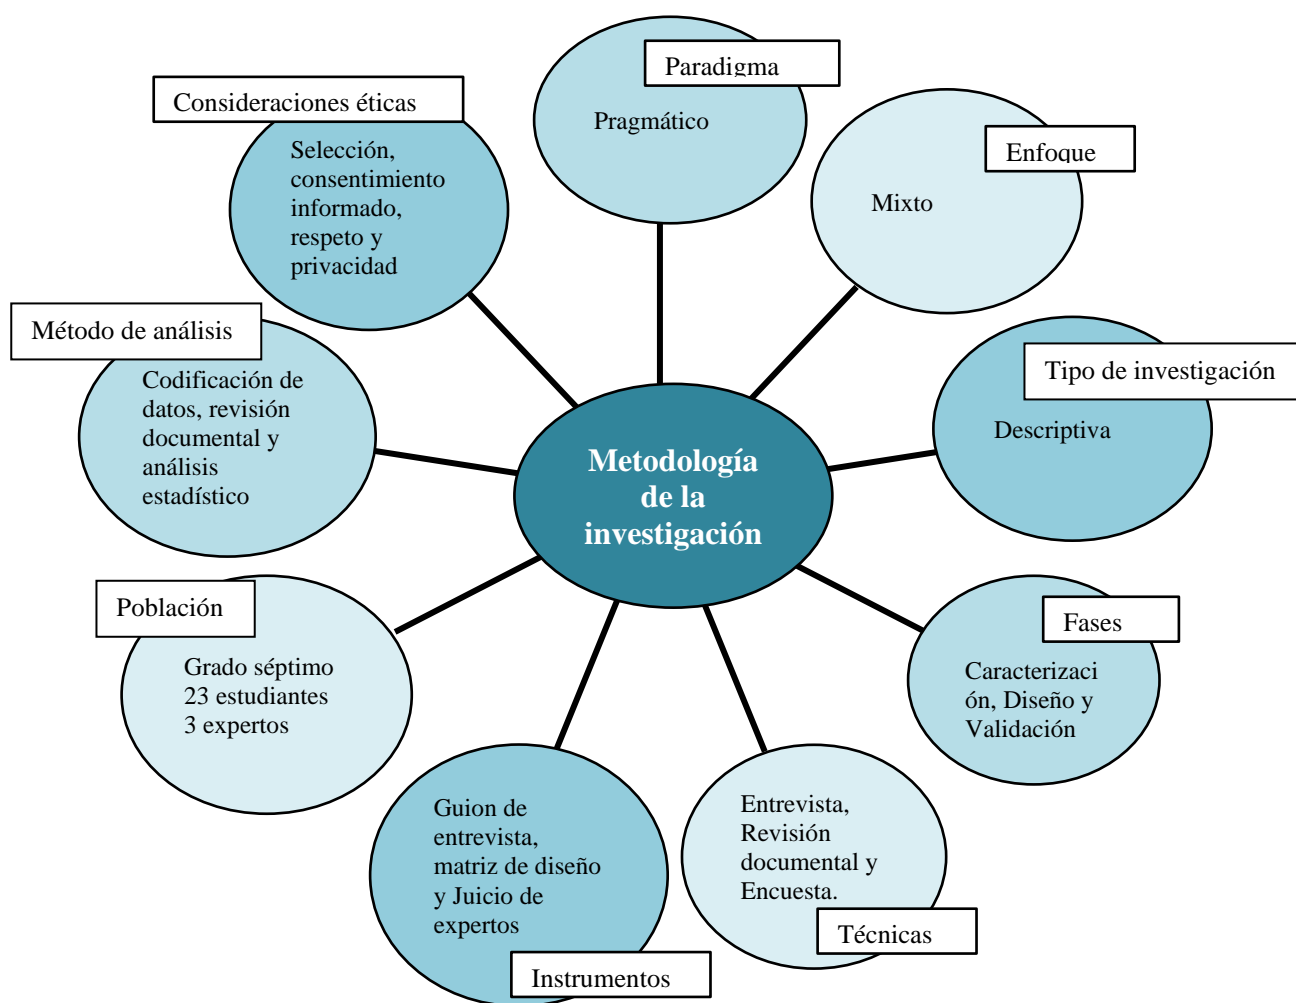 Paradigma
Pragmático
Enfoque
Mixto
Tipo de investigación
Descriptiva
Fases
Caracterizaci
ón, Diseño y
Validación
Entrevista,
Revisión
documental y
Encuesta.
Técnicas
Guion de
entrevista,
matriz de diseño
y Juicio de
expertos
Instrumentos
Población
Grado séptimo
23 estudiantes
3 expertos
Método de análisis
Codificación de
datos, revisión
documental y
análisis
estadístico
Consideraciones éticas
Selección,
consentimiento
informado,
respeto y
privacidad
Metodología
de la
investigación